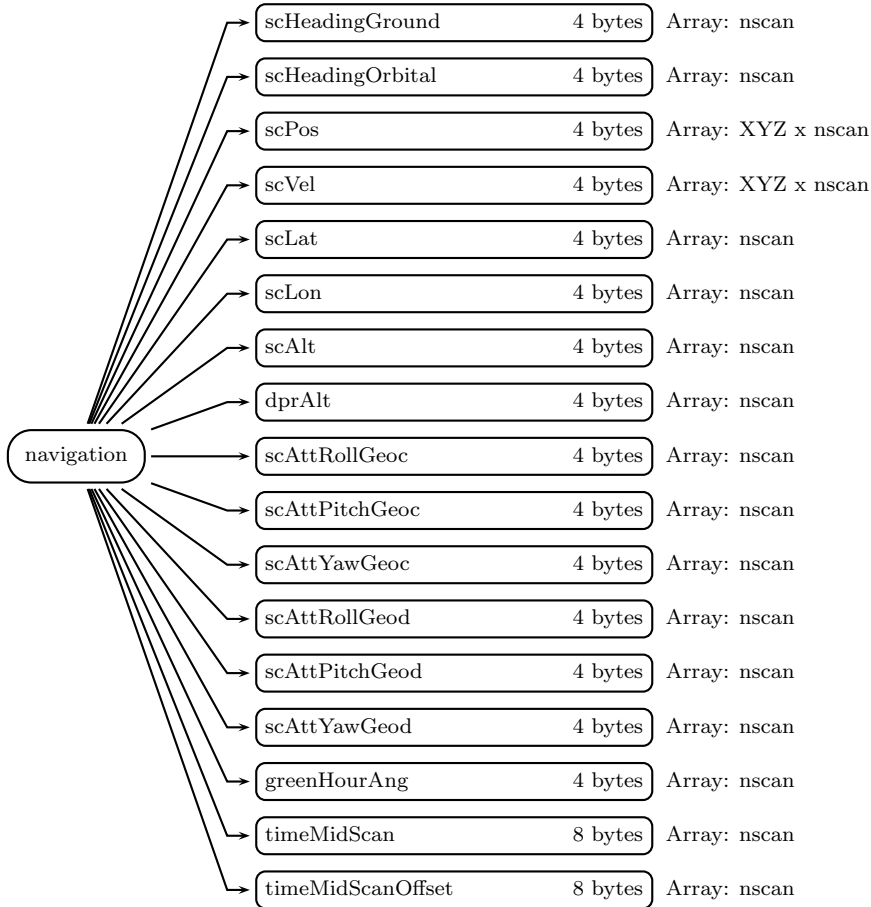 scHeadingGround 4 bytes Array: nscan
scHeadingOrbital 4 bytes Array: nscan
scPos 4 bytes Array: XYZ x nscan
scVel 4 bytes Array: XYZ x nscan
scLat 4 bytes Array: nscan
scLon 4 bytes Array: nscan
scAlt 4 bytes Array: nscan
dprAlt 4 bytes Array: nscan
navigation
scAttRollGeoc 4 bytes Array: nscan
scAttPitchGeoc 4 bytes Array: nscan
scAttYawGeoc 4 bytes Array: nscan
scAttRollGeod 4 bytes Array: nscan
scAttPitchGeod 4 bytes Array: nscan
scAttYawGeod 4 bytes Array: nscan
greenHourAng 4 bytes Array: nscan
timeMidScan 8 bytes Array: nscan
timeMidScanOffset 8 bytes Array: nscan